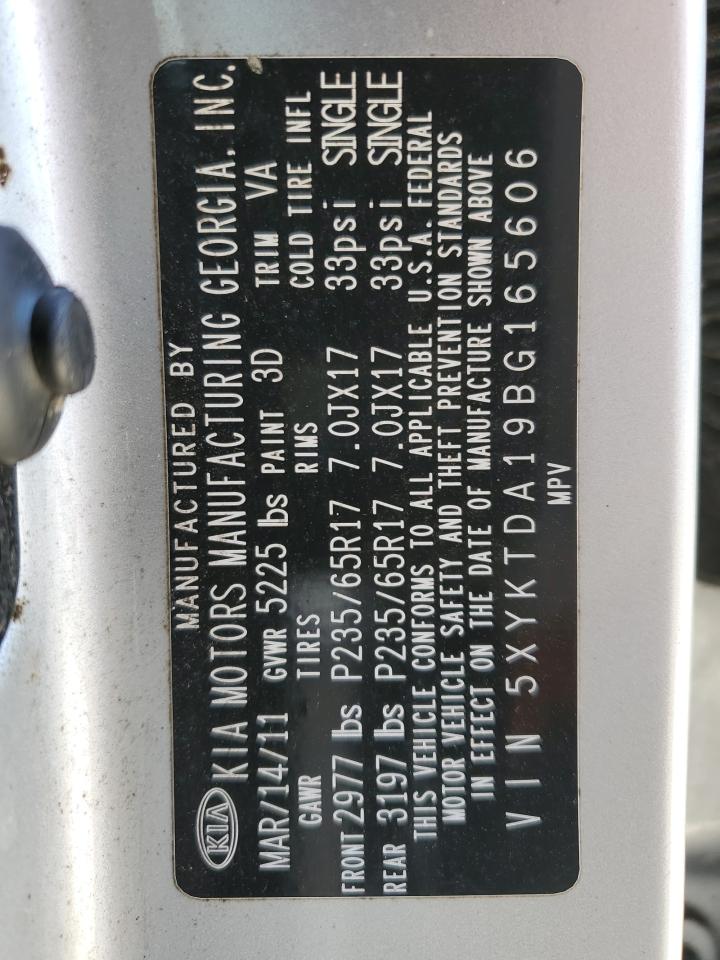 MANUFACTURED BY
KIA KIA MOTORS MANUFACTURING GEORGIA, INC.
MAR/14/11 GVWR 5225 lbs PAINT 3D TRIM VA
GAWR TIRES RIMS COLD TIRE INFL
FRONT 2977 lbs P235/65R17 7.0JX17 33psi SINGLE
REAR 3197 lbs P235/65R17 7.0JX17 33psi SINGLE
THIS VEHICLE CONFORMS TO ALL APPLICABLE U.S.A. FEDERAL
MOTOR VEHICLE SAFETY AND THEFT PREVENTION STANDARDS
IN EFFECT ON THE DATE OF MANUFACTURE SHOWN ABOVE
VIN 5XYKTDA19BG165606
MPV